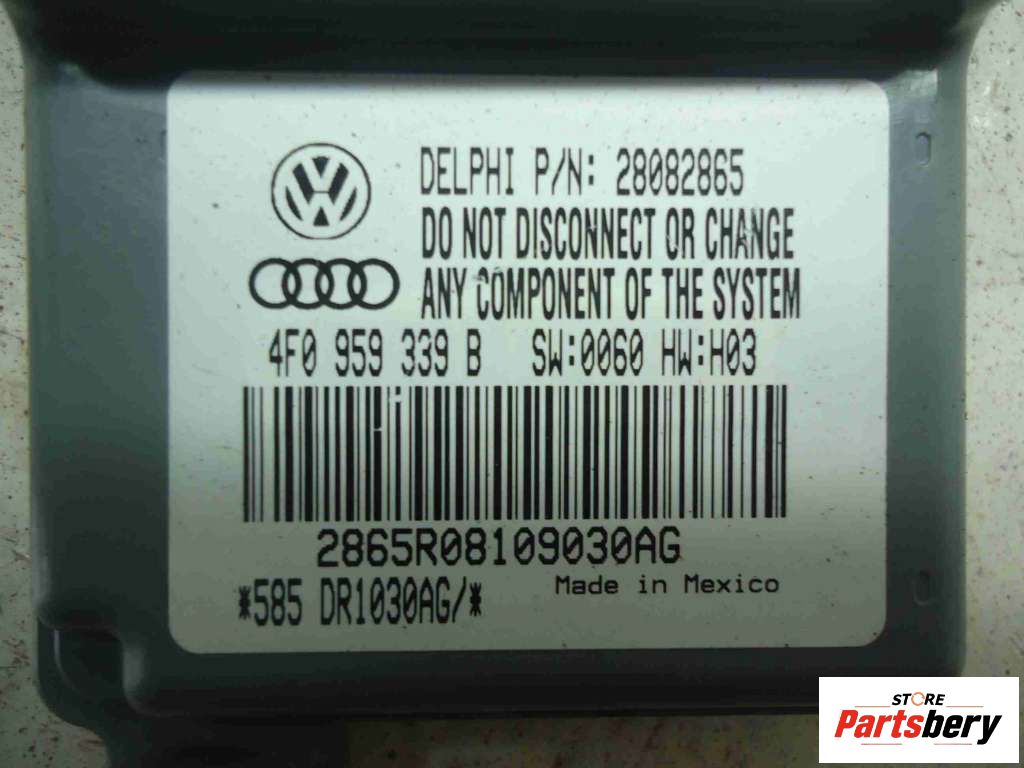 DELPHI P/N: 28082865
DO NOT DISCONNECT OR CHANGE
ANY COMPONENT OF THE SYSTEM
4F0 959 339 B SW:0060 HW:H03
2865R08109030AG
Made in Mexico
*585 DR1030AG/*
STORE
Partsbery